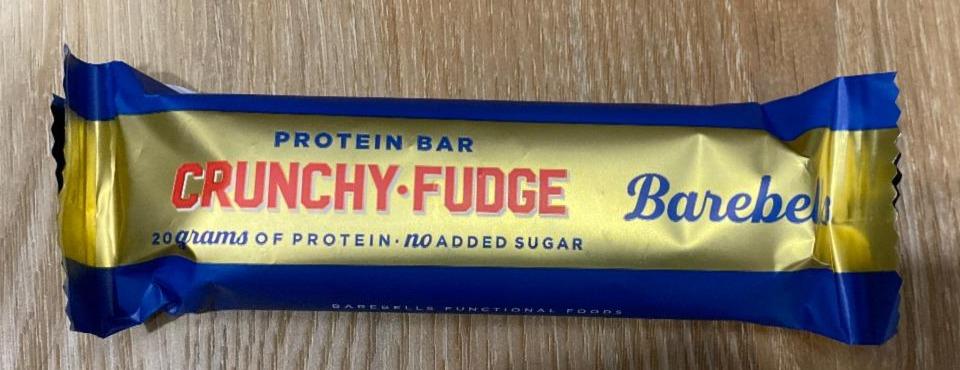 PROTEIN BAR
CRUNCHY·FUDGE
20 grams OF PROTEIN · no ADDED SUGAR
Barebells
BAREBELLS FUNCTIONAL FOODS